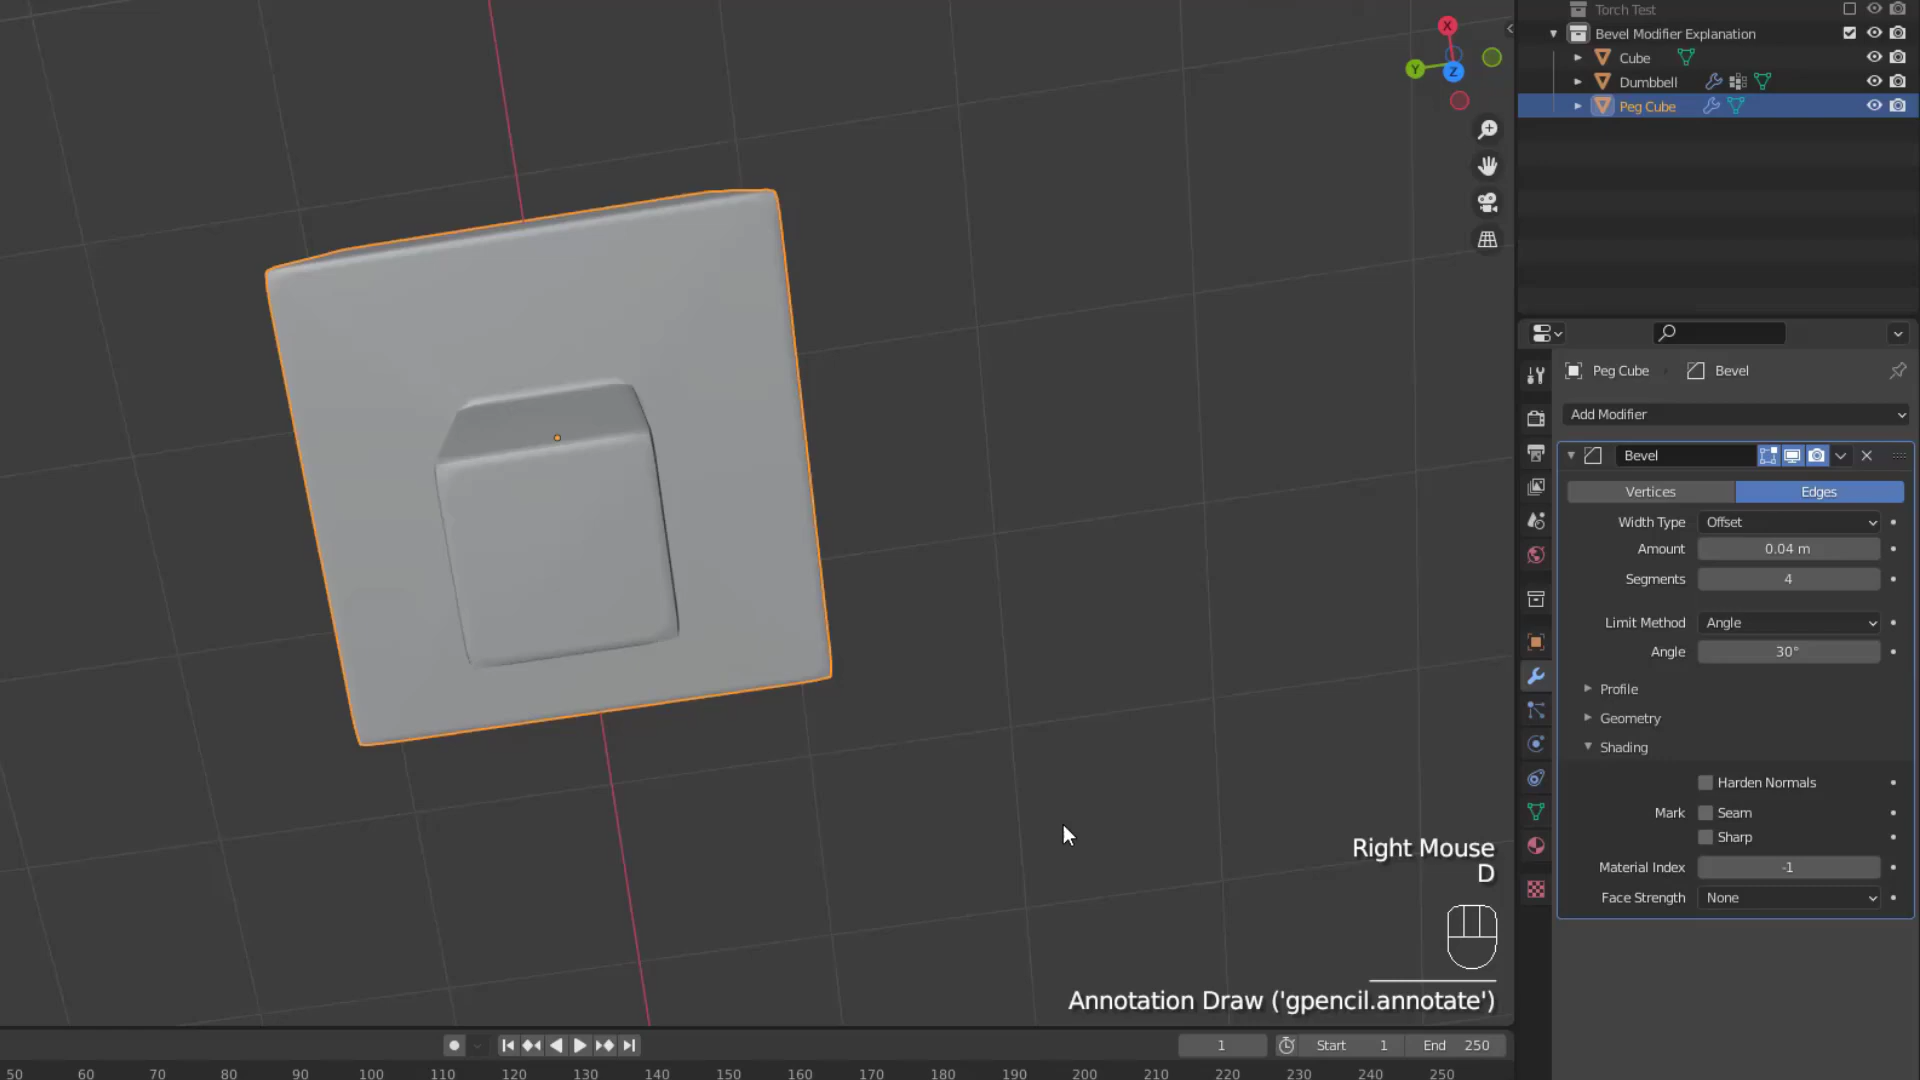 Torch Test
Bevel Modifier Explanation
Cube
Dumbbell
Peg Cube
X
Y
Z
Peg Cube
Bevel
Add Modifier
Bevel
Vertices
Edges
Width Type
Offset
Amount
0.04 m
Segments
4
Limit Method
Angle
Angle
30°
Profile
Geometry
Shading
Harden Normals
Mark
Seam
Sharp
Material Index
-1
Face Strength
None
Right Mouse
D
Annotation Draw ('gpencil.annotate')
1
Start 1
End 250
50 60 70 80 90 100 110 120 130 140 150 160 170 180 190 200 210 220 230 240 250